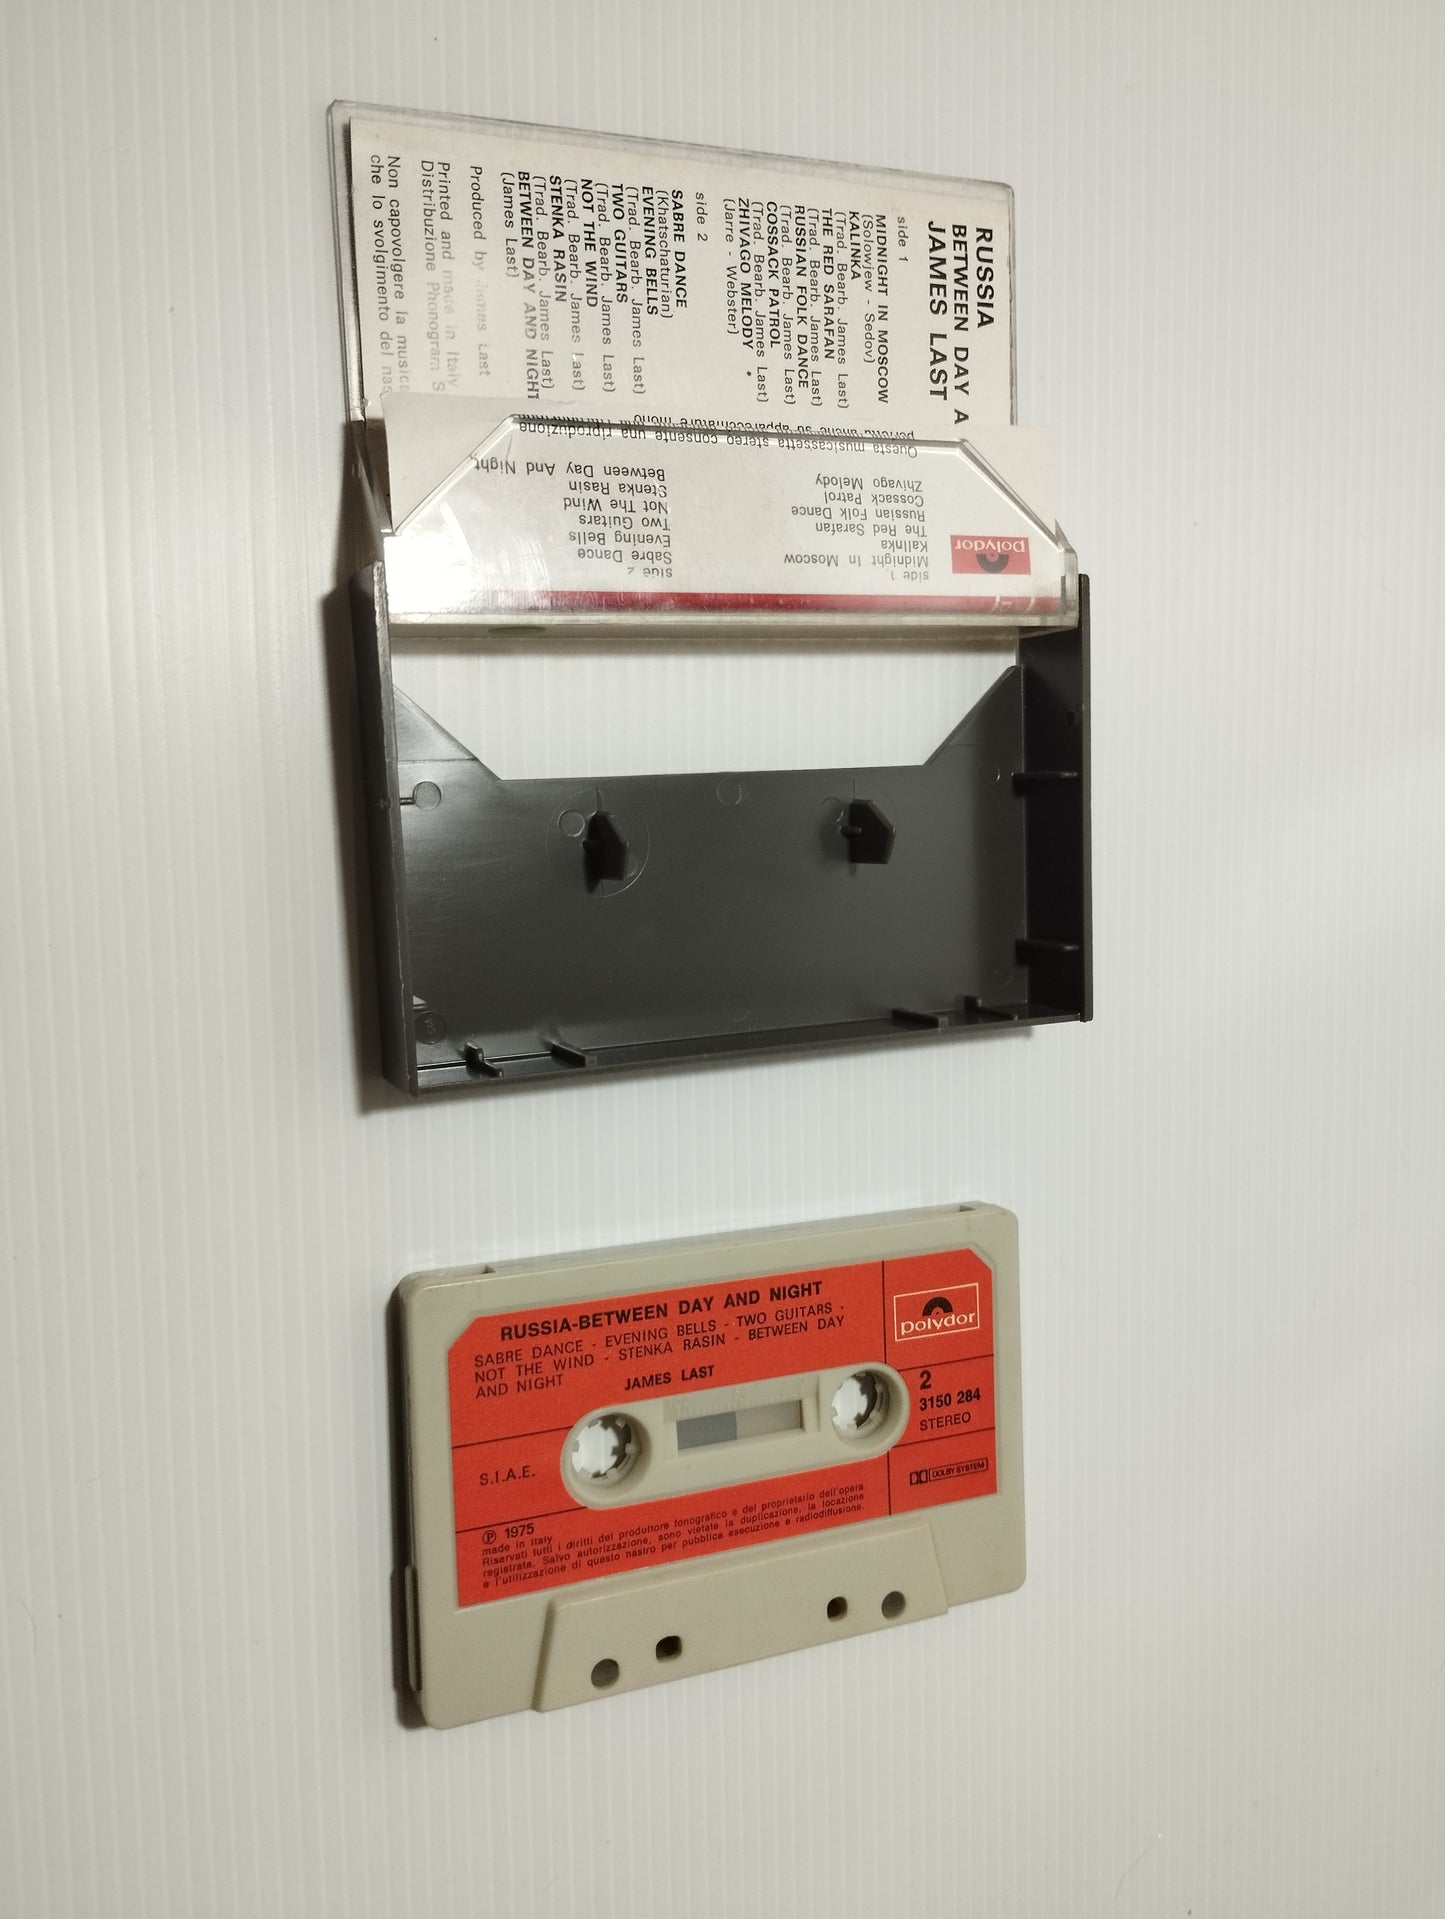 RUSSIA
BETWEEN DAY A
JAMES LAST
side 1
MIDNIGHT IN MOSCOW
(Solowjew - Sedov)
KALINKA
(Trad. Bearb. James Last)
THE RED SARAFAN
(Trad. Bearb. James Last)
RUSSIAN FOLK DANCE
(Trad. Bearb. James Last)
COSSACK PATROL
(Trad. Bearb. James Last)
ZHIVAGO MELODY •
(Jarre - Webster)
side 2
SABRE DANCE
(Khatschaturian)
EVENING BELLS
(Trad. Bearb. James Last)
TWO GUITARS
(Trad. Bearb. James Last)
NOT THE WIND
(Trad. Bearb. James Last)
STENKA RASIN
(Trad. Bearb. James Last)
BETWEEN DAY AND NIGHT
(James Last)
Produced by James Last
Printed and made in Italy
Distribuzione Phonogram S
Non capovolgere la musica
che lo svolgimento del nas
polydor
side 1
Midnight In Moscow
Kalinka
The Red Sarafan
Russian Folk Dance
Cossack Patrol
Zhivago Melody
side 2
Sabre Dance
Evening Bells
Two Guitars
Not The Wind
Stenka Rasin
Between Day And Night
Questa musicassetta stereo consente una riproduzione
perfetta anche su apparecchiature mono
RUSSIA-BETWEEN DAY AND NIGHT
SABRE DANCE - EVENING BELLS - TWO GUITARS -
NOT THE WIND - STENKA RASIN - BETWEEN DAY
AND NIGHT
JAMES LAST
polydor
2
3150 284
STEREO
S.I.A.E.
DOLBY SYSTEM
Ⓟ 1975
made in Italy
Riservati tutti i diritti del produttore fonografico e del proprietario dell'opera
registrata. Salvo autorizzazione, sono vietate la duplicazione, la locazione
e l'utilizzazione di questo nastro per pubblica esecuzione e radiodiffusione.